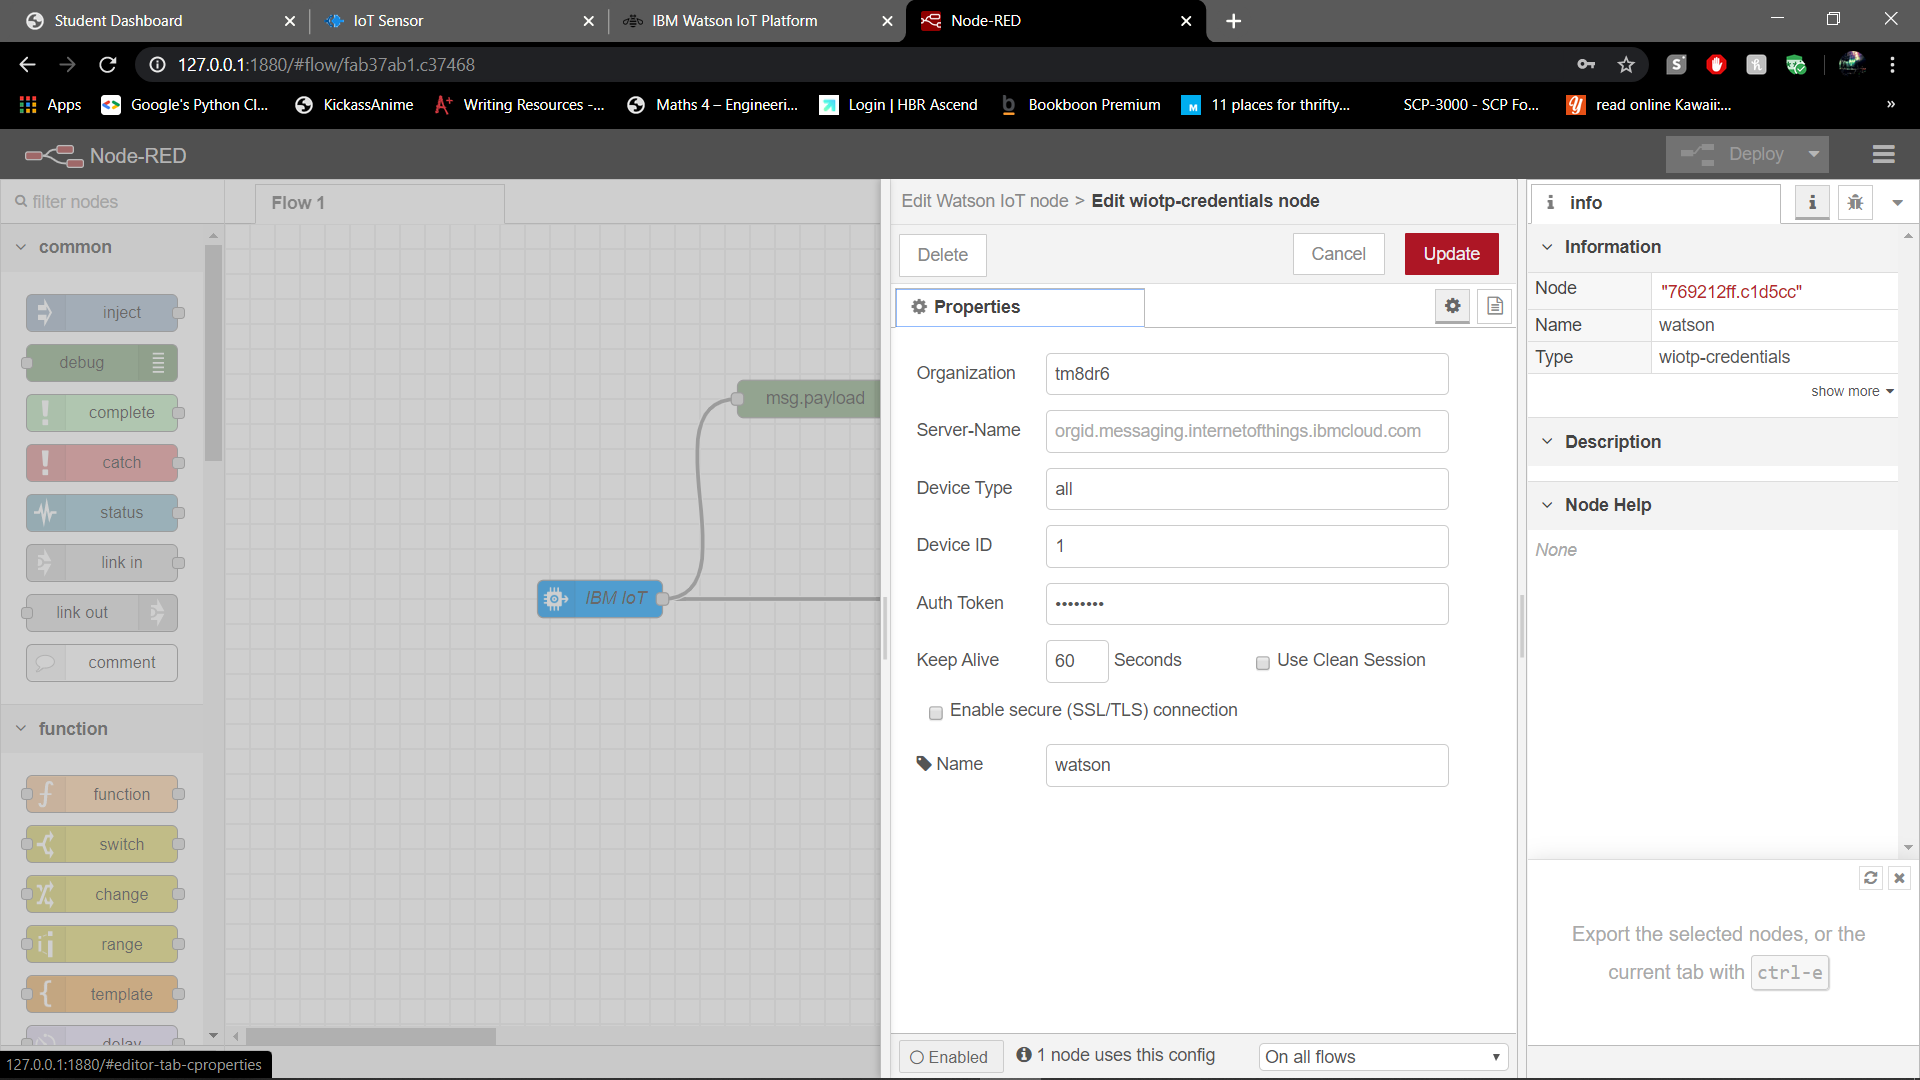 Student Dashboard
IoT Sensor
IBM Watson IoT Platform
Node-RED
127.0.0.1:1880/#flow/fab37ab1.c37468
Apps
Google's Python Cl...
KickassAnime
Writing Resources -...
Maths 4 – Engineeri...
Login | HBR Ascend
Bookboon Premium
11 places for thrifty...
SCP-3000 - SCP Fo...
read online Kawaii:...
»
Node-RED
Deploy
filter nodes
Flow 1
common
inject
debug
complete
catch
status
link in
link out
comment
function
function
switch
change
range
template
delay
127.0.0.1:1880/#editor-tab-cproperties
msg.payload
IBM IoT
Edit Watson IoT node > Edit wiotp-credentials node
Delete
Cancel
Update
Properties
Organization
tm8dr6
Server-Name
orgid.messaging.internetofthings.ibmcloud.com
Device Type
all
Device ID
1
Auth Token
••••••••
Keep Alive
60
Seconds
Use Clean Session
Enable secure (SSL/TLS) connection
Name
watson
Enabled
1 node uses this config
On all flows
info
Information
Node
"769212ff.c1d5cc"
Name
watson
Type
wiotp-credentials
show more
Description
Node Help
None
Export the selected nodes, or the
current tab with ctrl-e